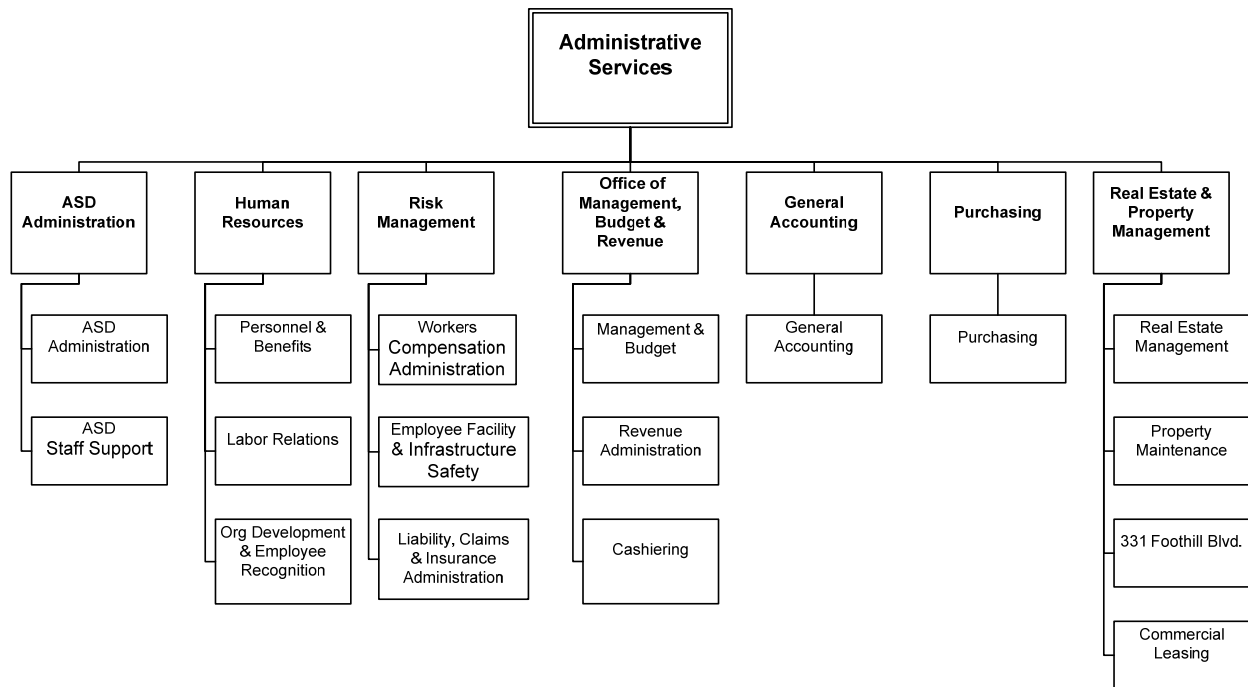 Administrative
Services
ASD
Administration
Human
Resources
Risk
Management
Office of
Management,
Budget &
Revenue
General
Accounting
Purchasing
Real Estate &
Property
Management
ASD
Administration
Personnel &
Benefits
Workers
Compensation
Administration
Management &
Budget
General
Accounting
Purchasing
Real Estate
Management
ASD
Staff Support
Labor Relations
Employee Facility
& Infrastructure
Safety
Revenue
Administration
Property
Maintenance
Org Development
& Employee
Recognition
Liability, Claims
& Insurance
Administration
Cashiering
331 Foothill Blvd.
Commercial
Leasing